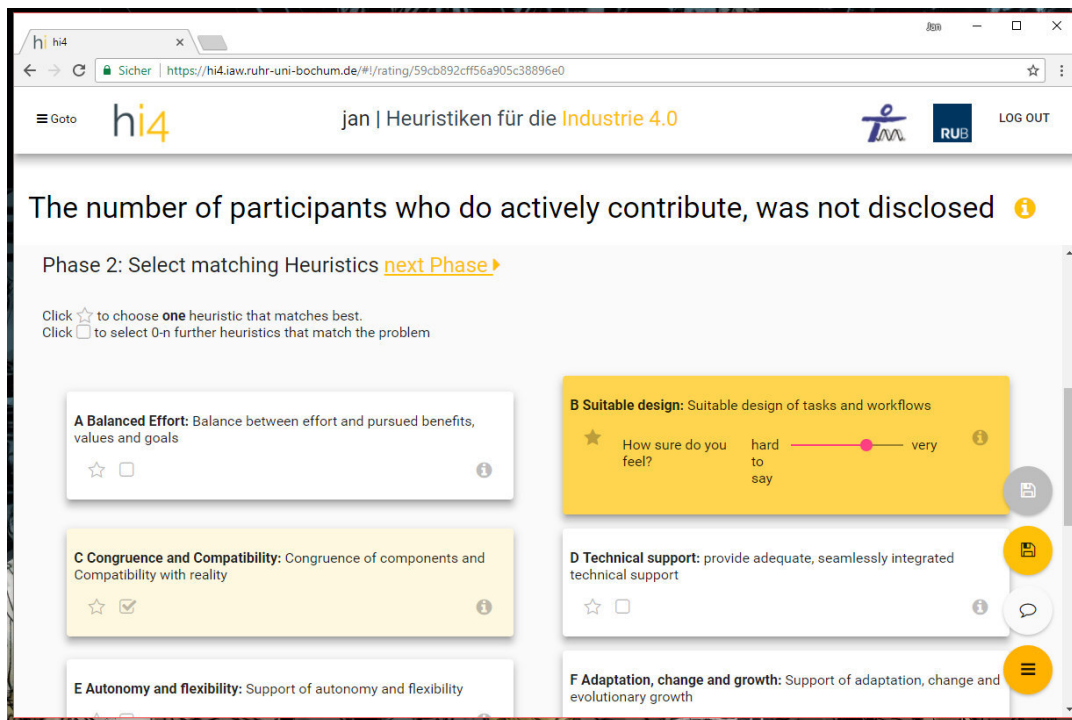 hi hi4
Jan
Sicher | https://hi4.iaw.ruhr-uni-bochum.de/#!/rating/59cb892cff56a905c38896e0
Goto
hi4
jan | Heuristiken für die Industrie 4.0
RUB
LOG OUT
The number of participants who do actively contribute, was not disclosed
Phase 2: Select matching Heuristics next Phase
Click to choose one heuristic that matches best.
Click to select 0-n further heuristics that match the problem
A Balanced Effort: Balance between effort and pursued benefits,
values and goals
B Suitable design: Suitable design of tasks and workflows
How sure do you
feel?
hard
to
say
very
C Congruence and Compatibility: Congruence of components and
Compatibility with reality
D Technical support: provide adequate, seamlessly integrated
technical support
E Autonomy and flexibility: Support of autonomy and flexibility
F Adaptation, change and growth: Support of adaptation, change and
evolutionary growth